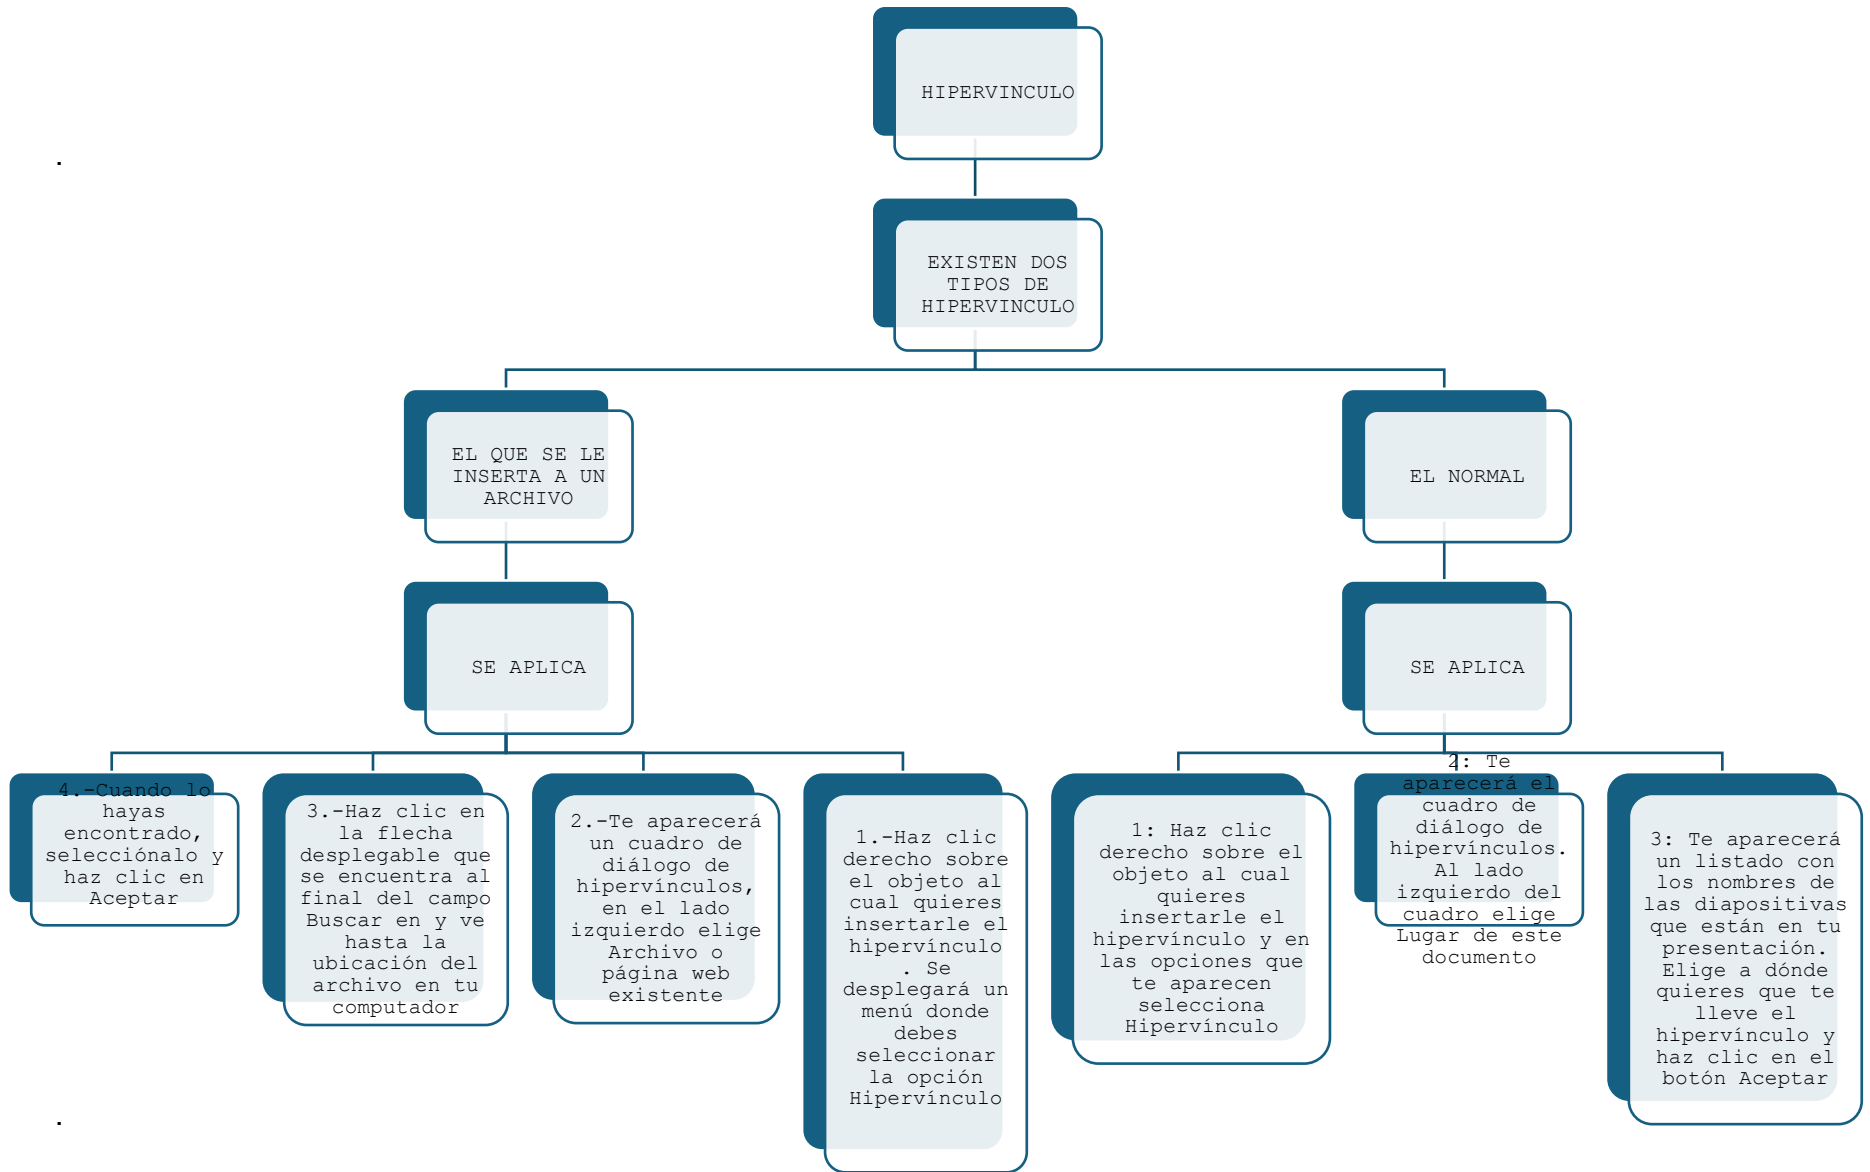 HIPERVINCULO
.
EXISTEN DOS
TIPOS DE
HIPERVINCULO
EL QUE SE LE
INSERTA A UN
ARCHIVO
EL NORMAL
SE APLICA
SE APLICA
4.-Cuando lo
hayas
encontrado,
selecciónalo y
haz clic en
Aceptar
3.-Haz clic en
la flecha
desplegable que
se encuentra al
final del campo
Buscar en y ve
hasta la
ubicación del
archivo en tu
computador
2.-Te aparecerá
un cuadro de
diálogo de
hipervínculos,
en el lado
izquierdo elige
Archivo o
página web
existente
1.-Haz clic
derecho sobre
el objeto al
cual quieres
insertarle el
hipervínculo
. Se
desplegará un
menú donde
debes
seleccionar
la opción
Hipervínculo
1: Haz clic
derecho sobre el
objeto al cual
quieres
insertarle el
hipervínculo y en
las opciones que
te aparecen
selecciona
Hipervínculo
2: Te
aparecerá el
cuadro de
diálogo de
hipervínculos.
Al lado
izquierdo del
cuadro elige
Lugar de este
documento
3: Te aparecerá
un listado con
los nombres de
las diapositivas
que están en tu
presentación.
Elige a dónde
quieres que te
lleve el
hipervínculo y
haz clic en el
botón Aceptar
.